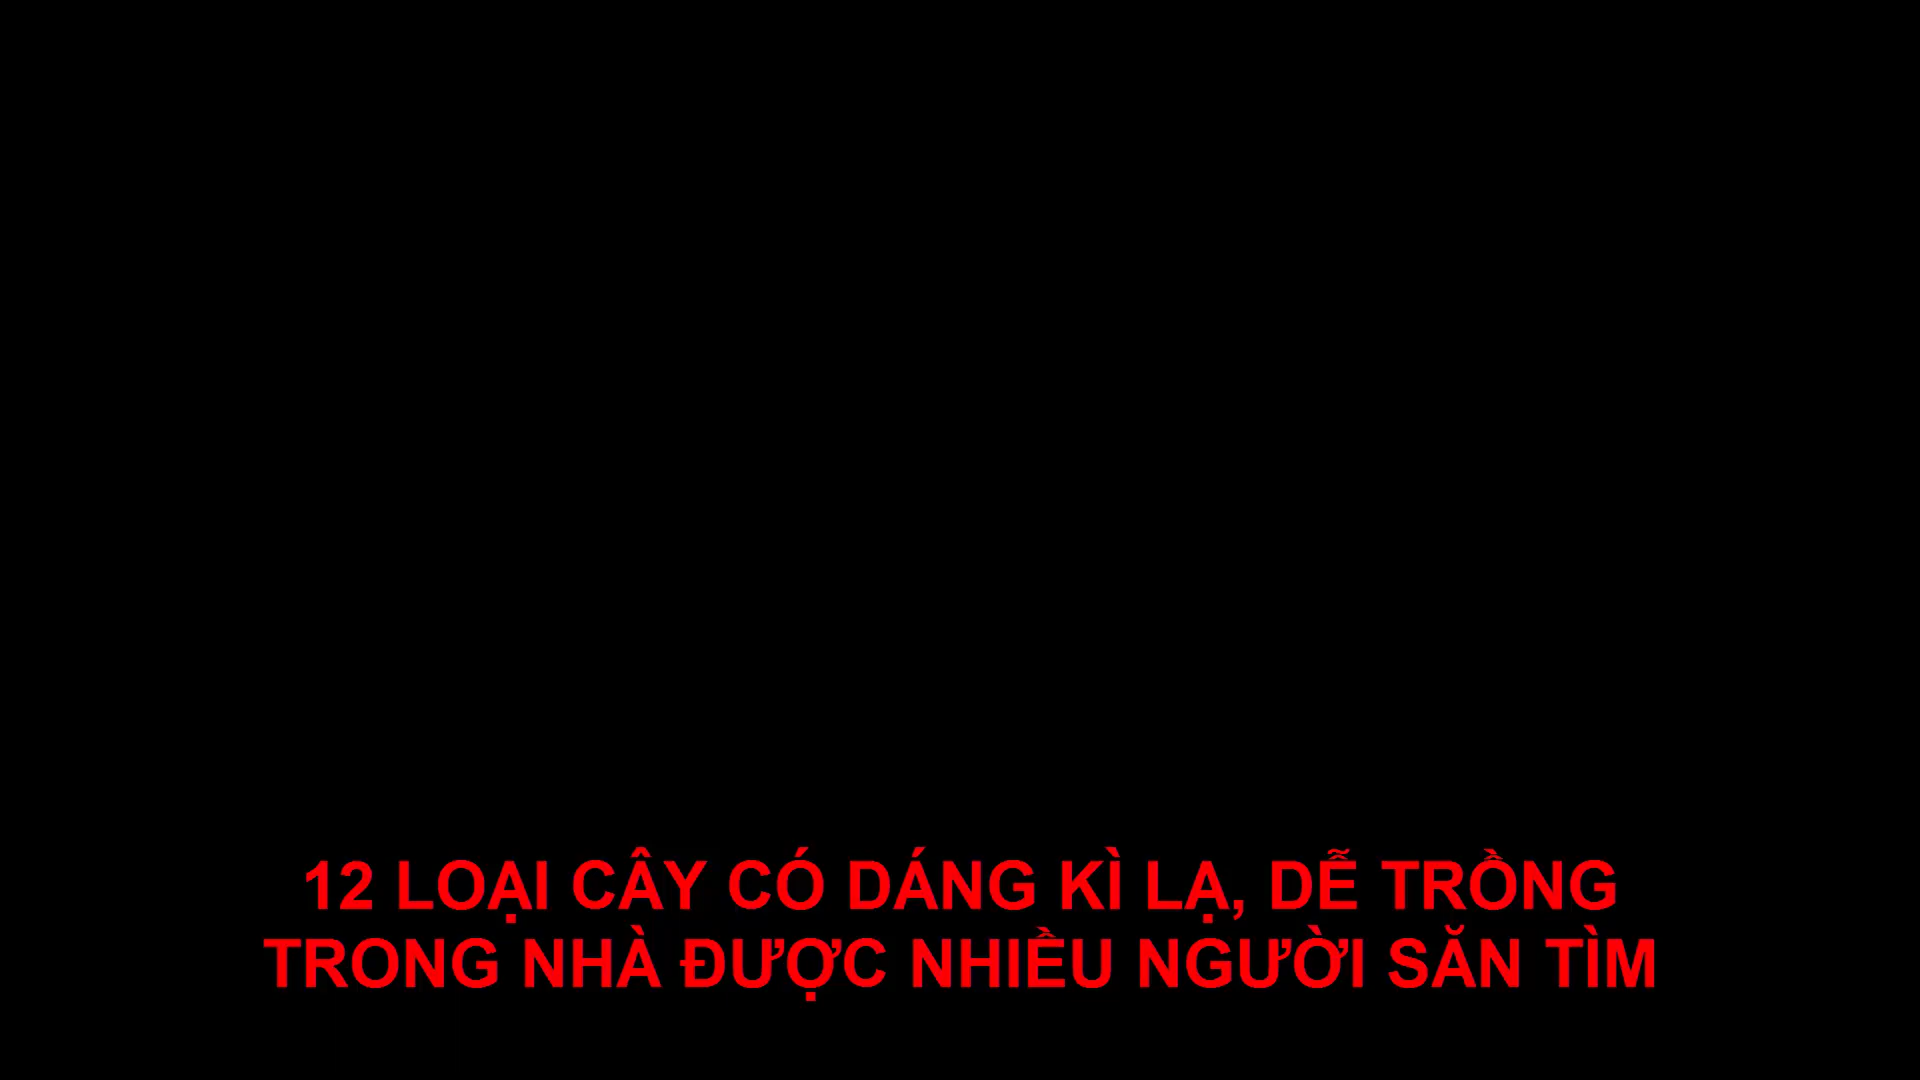 12 LOẠI CÂY CÓ DÁNG KÌ LẠ, DỄ TRỒNG
TRONG NHÀ ĐƯỢC NHIỀU NGƯỜI SĂN TÌM